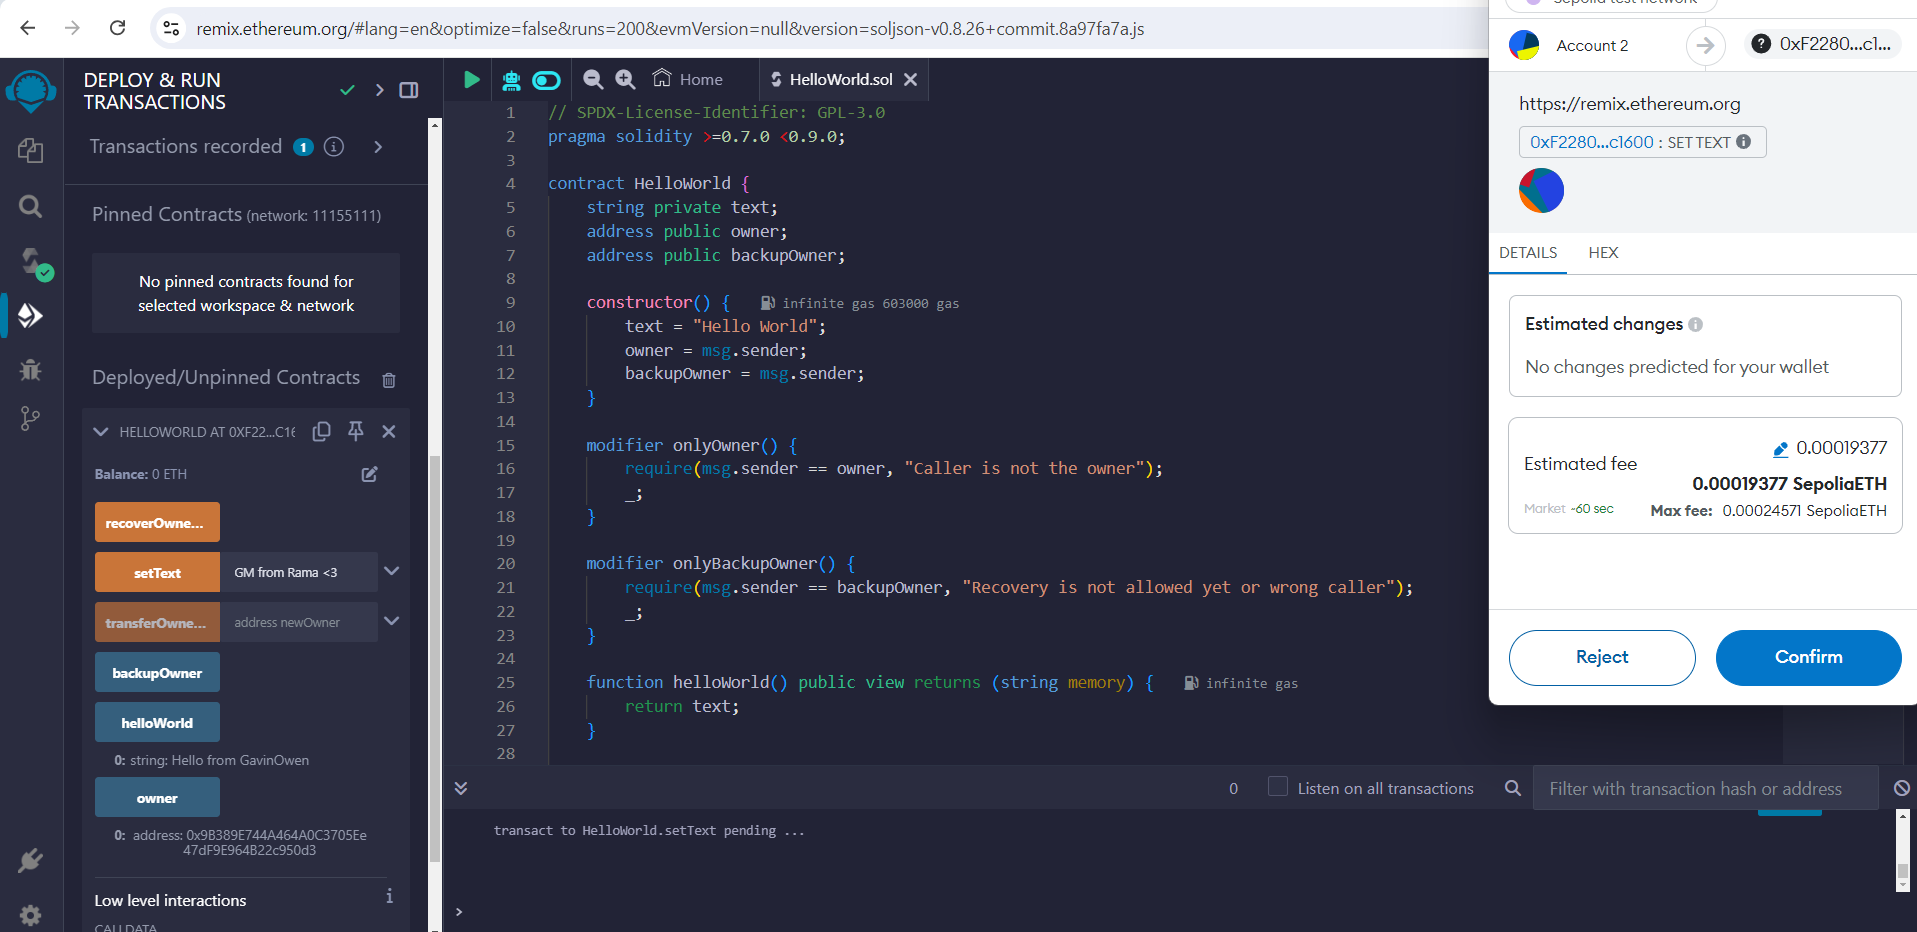 remix.ethereum.org/#lang=en&optimize=false&runs=200&evmVersion=null&version=soljson-v0.8.26+commit.8a97fa7a.js
DEPLOY & RUN
TRANSACTIONS
Transactions recorded 1 i
Pinned Contracts (network: 11155111)
No pinned contracts found for
selected workspace & network
Deployed/Unpinned Contracts
HELLOWORLD AT 0XF22...C16
Balance: 0 ETH
recoverOwne...
setText GM from Rama <3
transferOwne... address newOwner
backupOwner
helloWorld
0: string: Hello from GavinOwen
owner
0: address: 0x9B389E744A464A0C3705Ee
47dF9E964B22c950d3
Low level interactions i
CALLDATA
Home HelloWorld.sol
1 // SPDX-License-Identifier: GPL-3.0
2 pragma solidity >=0.7.0 <0.9.0;
3
4 contract HelloWorld {
5 string private text;
6 address public owner;
7 address public backupOwner;
8
9 constructor() { infinite gas 603000 gas
10 text = "Hello World";
11 owner = msg.sender;
12 backupOwner = msg.sender;
13 }
14
15 modifier onlyOwner() {
16 require(msg.sender == owner, "Caller is not the owner");
17 _;
18 }
19
20 modifier onlyBackupOwner() {
21 require(msg.sender == backupOwner, "Recovery is not allowed yet or wrong caller");
22 _;
23 }
24
25 function helloWorld() public view returns (string memory) { infinite gas
26 return text;
27 }
28
0 Listen on all transactions Filter with transaction hash or address
transact to HelloWorld.setText pending ...
>
Sepolia test network
Account 2 ? 0xF2280...c1...
https://remix.ethereum.org
0xF2280...c1600 : SET TEXT i
DETAILS HEX
Estimated changes i
No changes predicted for your wallet
0.00019377
Estimated fee
0.00019377 SepoliaETH
Market ~60 sec Max fee: 0.00024571 SepoliaETH
Reject Confirm